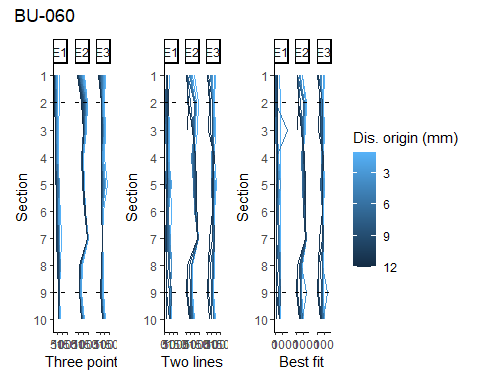 BU-060
E1 E2 E3 E1 E2 E3 E1 E2 E3
1 1 1
2 2 2
3 3 3
4 4 4
5 5 5
6 6 6
7 7 7
8 8 8
9 9 9
10 10 10
Section Section Section
Three point Two lines Best fit
Dis. origin (mm)
3
6
9
12